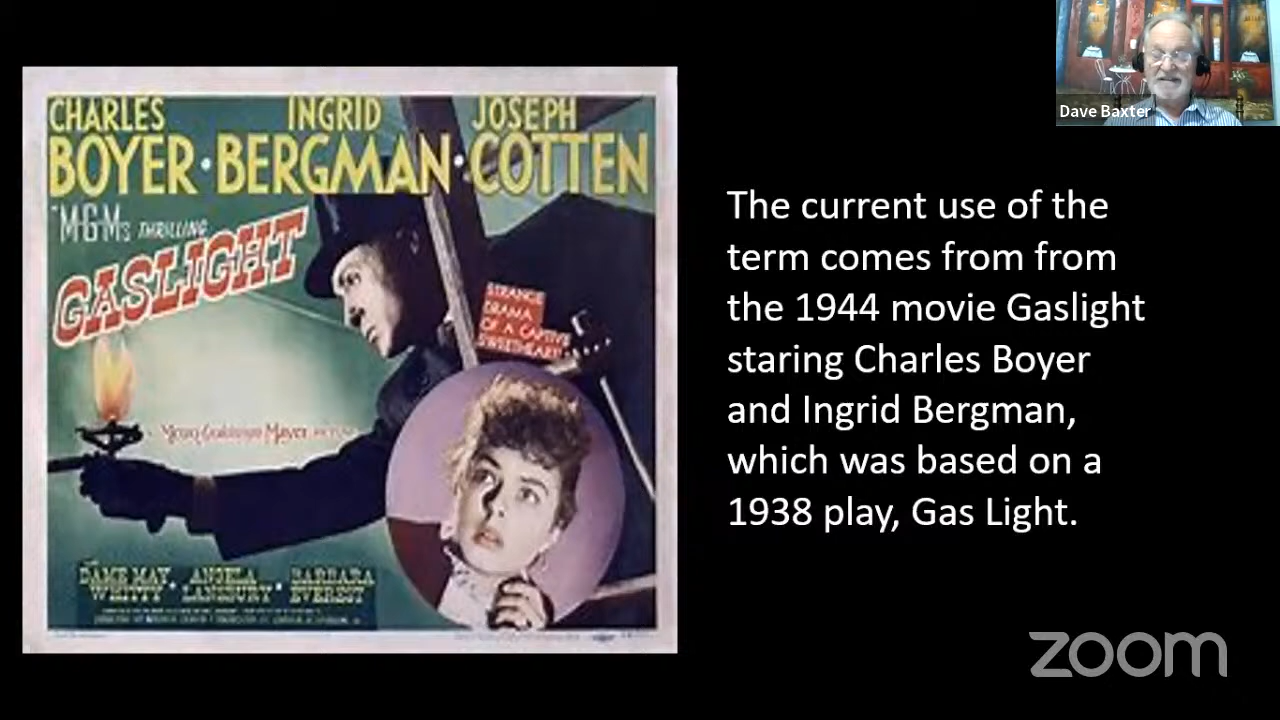 CHARLES INGRID JOSEPH
BOYER · BERGMAN · COTTEN
"M-G-M's THRILLING
GASLIGHT
STRANGE
DRAMA
OF A CAPTIVE
SWEETHEART!
Metro-Goldwyn-Mayer
DAME MAY WHITTY · ANGELA LANSBURY · BARBARA EVEREST
Dave Baxter
The current use of the
term comes from from
the 1944 movie Gaslight
staring Charles Boyer
and Ingrid Bergman,
which was based on a
1938 play, Gas Light.
zoom